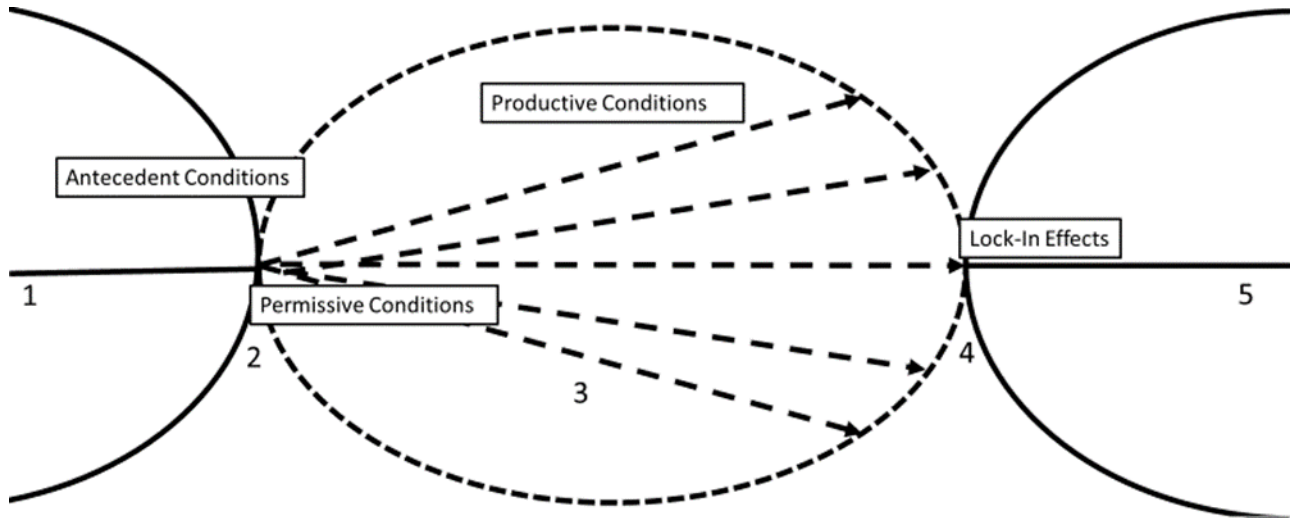 Productive Conditions
Antecedent Conditions
Lock-In Effects
1
5
Permissive Conditions
2
4
3